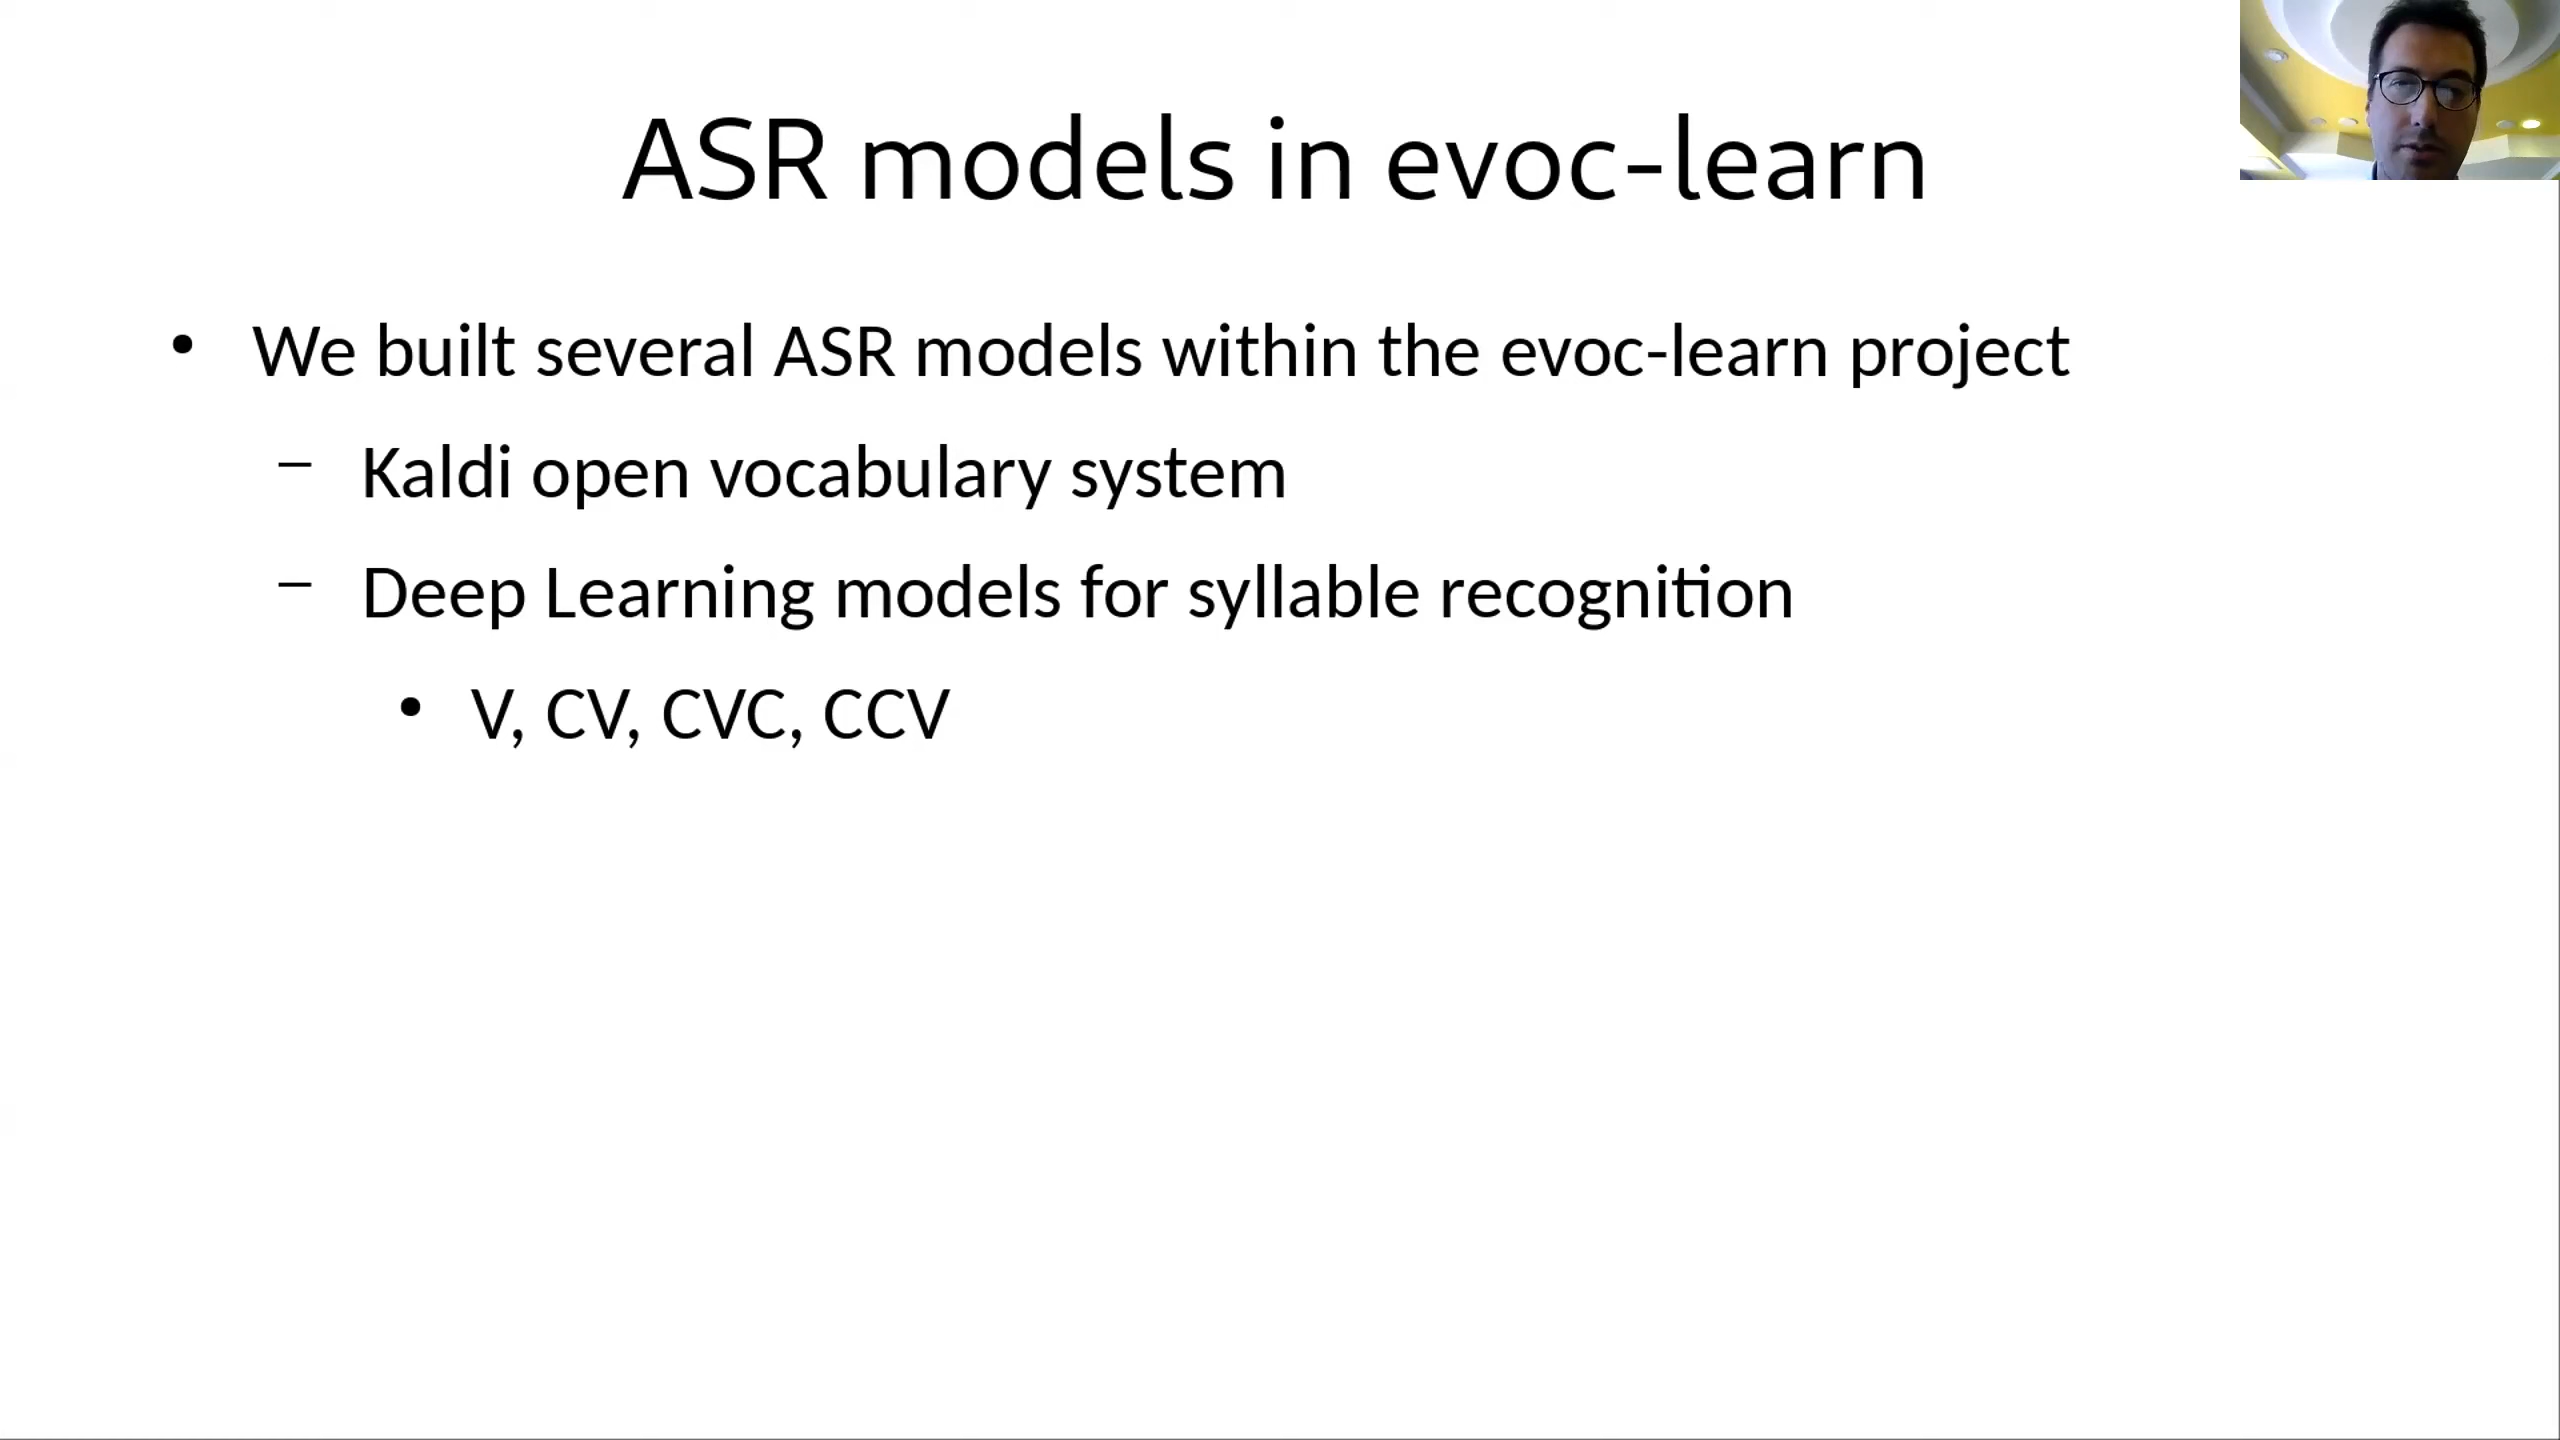 ASR models in evoc-learn
• We built several ASR models within the evoc-learn project
– Kaldi open vocabulary system
– Deep Learning models for syllable recognition
• V, CV, CVC, CCV